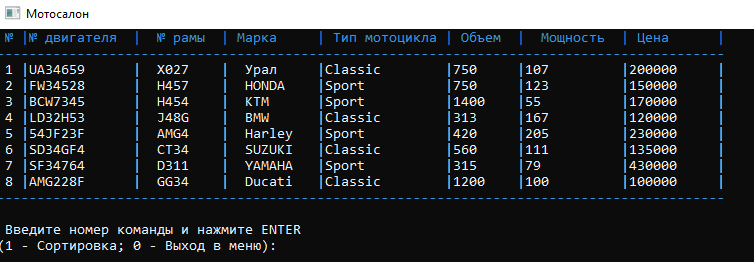 Мотосалон
№ |№ двигателя | № рамы | Марка | Тип мотоцикла | Объем | Мощность | Цена |
1 |UA34659 | X027 | Урал |Classic |750 |107 |200000 |
2 |FW34528 | H457 | HONDA |Sport |750 |123 |150000 |
3 |BCW7345 | H454 | KTM |Sport |1400 |55 |170000 |
4 |LD32H53 | J48G | BMW |Classic |313 |167 |120000 |
5 |54JF23F | AMG4 | Harley |Sport |420 |205 |230000 |
6 |SD34GF4 | CT34 | SUZUKI |Classic |560 |111 |135000 |
7 |SF34764 | D311 | YAMAHA |Sport |315 |79 |430000 |
8 |AMG228F | GG34 | Ducati |Classic |1200 |100 |100000 |
Введите номер команды и нажмите ENTER
(1 - Сортировка; 0 - Выход в меню):